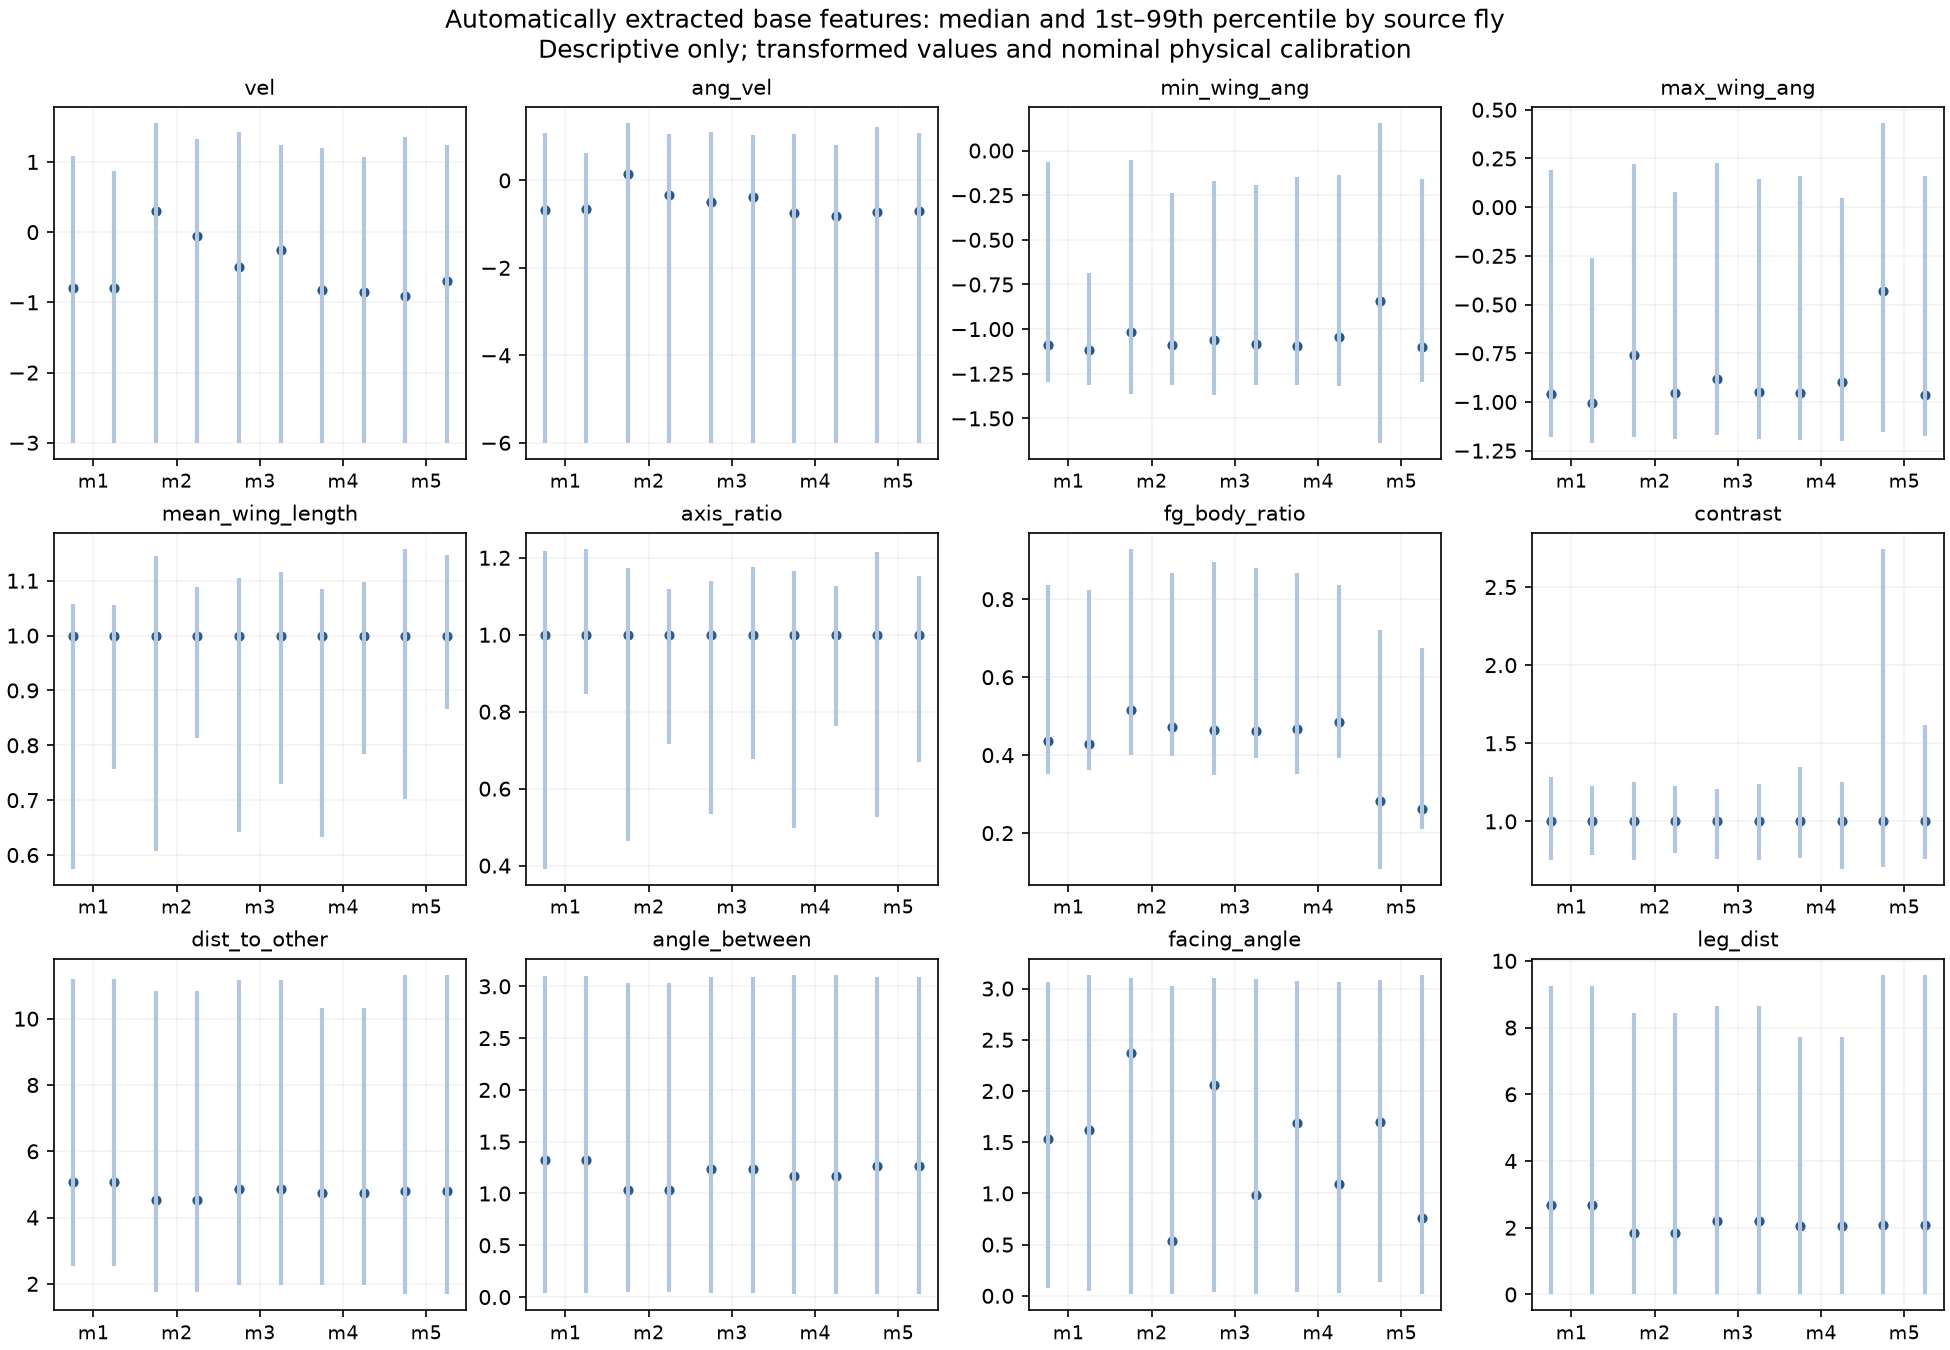 Automatically extracted base features: median and 1st–99th percentile by source fly
Descriptive only; transformed values and nominal physical calibration
vel
1
0
−1
−2
−3
m1 m2 m3 m4 m5
ang_vel
0
−2
−4
−6
m1 m2 m3 m4 m5
min_wing_ang
0.00
−0.25
−0.50
−0.75
−1.00
−1.25
−1.50
m1 m2 m3 m4 m5
max_wing_ang
0.50
0.25
0.00
−0.25
−0.50
−0.75
−1.00
−1.25
m1 m2 m3 m4 m5
mean_wing_length
1.1
1.0
0.9
0.8
0.7
0.6
m1 m2 m3 m4 m5
axis_ratio
1.2
1.0
0.8
0.6
0.4
m1 m2 m3 m4 m5
fg_body_ratio
0.8
0.6
0.4
0.2
m1 m2 m3 m4 m5
contrast
2.5
2.0
1.5
1.0
m1 m2 m3 m4 m5
dist_to_other
10
8
6
4
2
m1 m2 m3 m4 m5
angle_between
3.0
2.5
2.0
1.5
1.0
0.5
0.0
m1 m2 m3 m4 m5
facing_angle
3.0
2.5
2.0
1.5
1.0
0.5
0.0
m1 m2 m3 m4 m5
leg_dist
10
8
6
4
2
0
m1 m2 m3 m4 m5